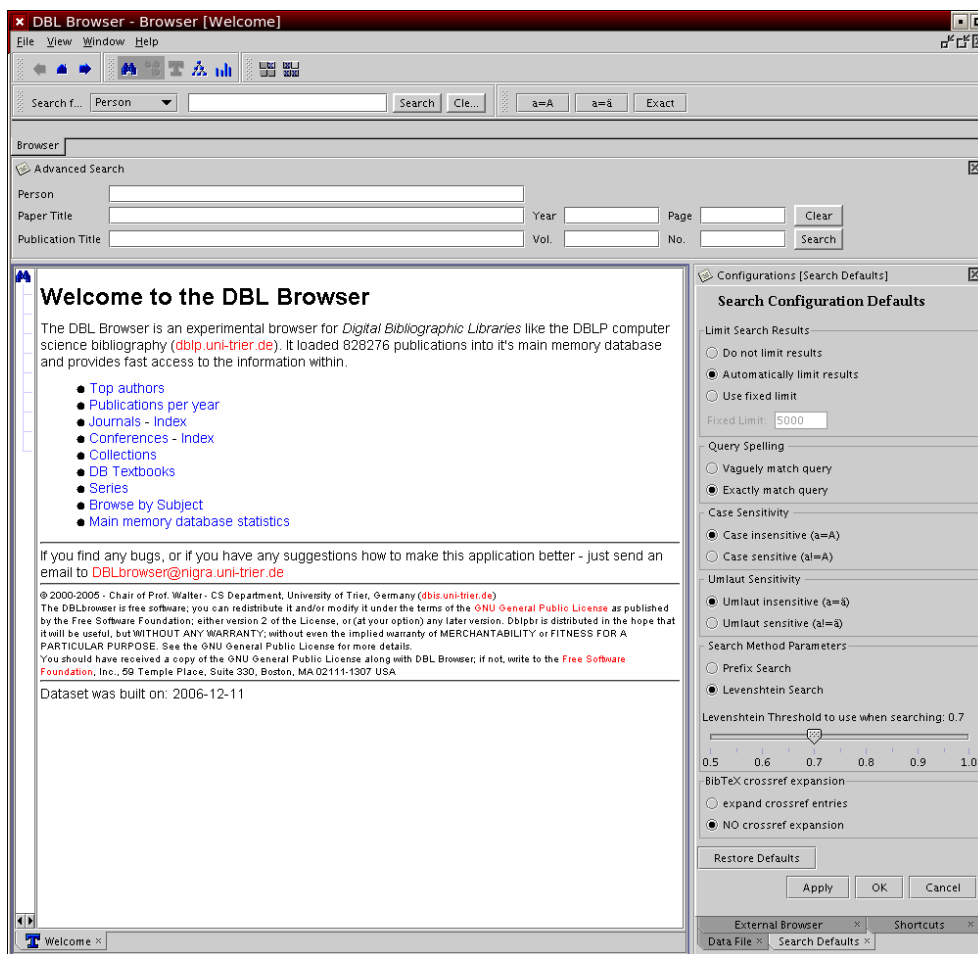 DBL Browser - Browser [Welcome]
File View Window Help
Search f... Person Search Cle... a=A a=ä Exact
Browser
Advanced Search
Person
Paper Title Year Page Clear
Publication Title Vol. No. Search
Welcome to the DBL Browser
The DBL Browser is an experimental browser for Digital Bibliographic Libraries like the DBLP computer
science bibliography (dblp.uni-trier.de). It loaded 828276 publications into it's main memory database
and provides fast access to the information within.
Top authors
Publications per year
Journals - Index
Conferences - Index
Collections
DB Textbooks
Series
Browse by Subject
Main memory database statistics
If you find any bugs, or if you have any suggestions how to make this application better - just send an
email to DBLbrowser@nigra.uni-trier.de
© 2000-2005 - Chair of Prof. Walter - CS Department, University of Trier, Germany (dbis.uni-trier.de)
The DBLbrowser is free software; you can redistribute it and/or modify it under the terms of the GNU General Public License as published
by the Free Software Foundation; either version 2 of the License, or (at your option) any later version. Dblpbr is distributed in the hope that
it will be useful, but WITHOUT ANY WARRANTY; without even the implied warranty of MERCHANTABILITY or FITNESS FOR A
PARTICULAR PURPOSE. See the GNU General Public License for more details.
You should have received a copy of the GNU General Public License along with DBL Browser; if not, write to the Free Software
Foundation, Inc., 59 Temple Place, Suite 330, Boston, MA 02111-1307 USA
Dataset was built on: 2006-12-11
Welcome
Configurations [Search Defaults]
Search Configuration Defaults
Limit Search Results
Do not limit results
Automatically limit results
Use fixed limit
Fixed Limit: 5000
Query Spelling
Vaguely match query
Exactly match query
Case Sensitivity
Case insensitive (a=A)
Case sensitive (a!=A)
Umlaut Sensitivity
Umlaut insensitive (a=ä)
Umlaut sensitive (a!=ä)
Search Method Parameters
Prefix Search
Levenshtein Search
Levenshtein Threshold to use when searching: 0.7
0.5 0.6 0.7 0.8 0.9 1.0
BibTeX crossref expansion
expand crossref entries
NO crossref expansion
Restore Defaults
Apply OK Cancel
External Browser Shortcuts
Data File Search Defaults